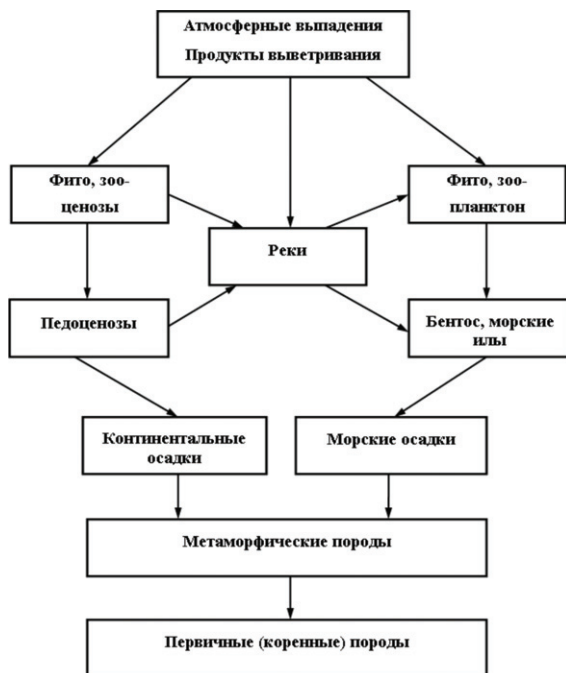 Атмосферные выпадения
Продукты выветривания
Фито, зоо-
ценозы
Фито, зоо-
планктон
Реки
Педоценозы
Бентос, морские
илы
Континентальные
осадки
Морские осадки
Метаморфические породы
Первичные (коренные) породы